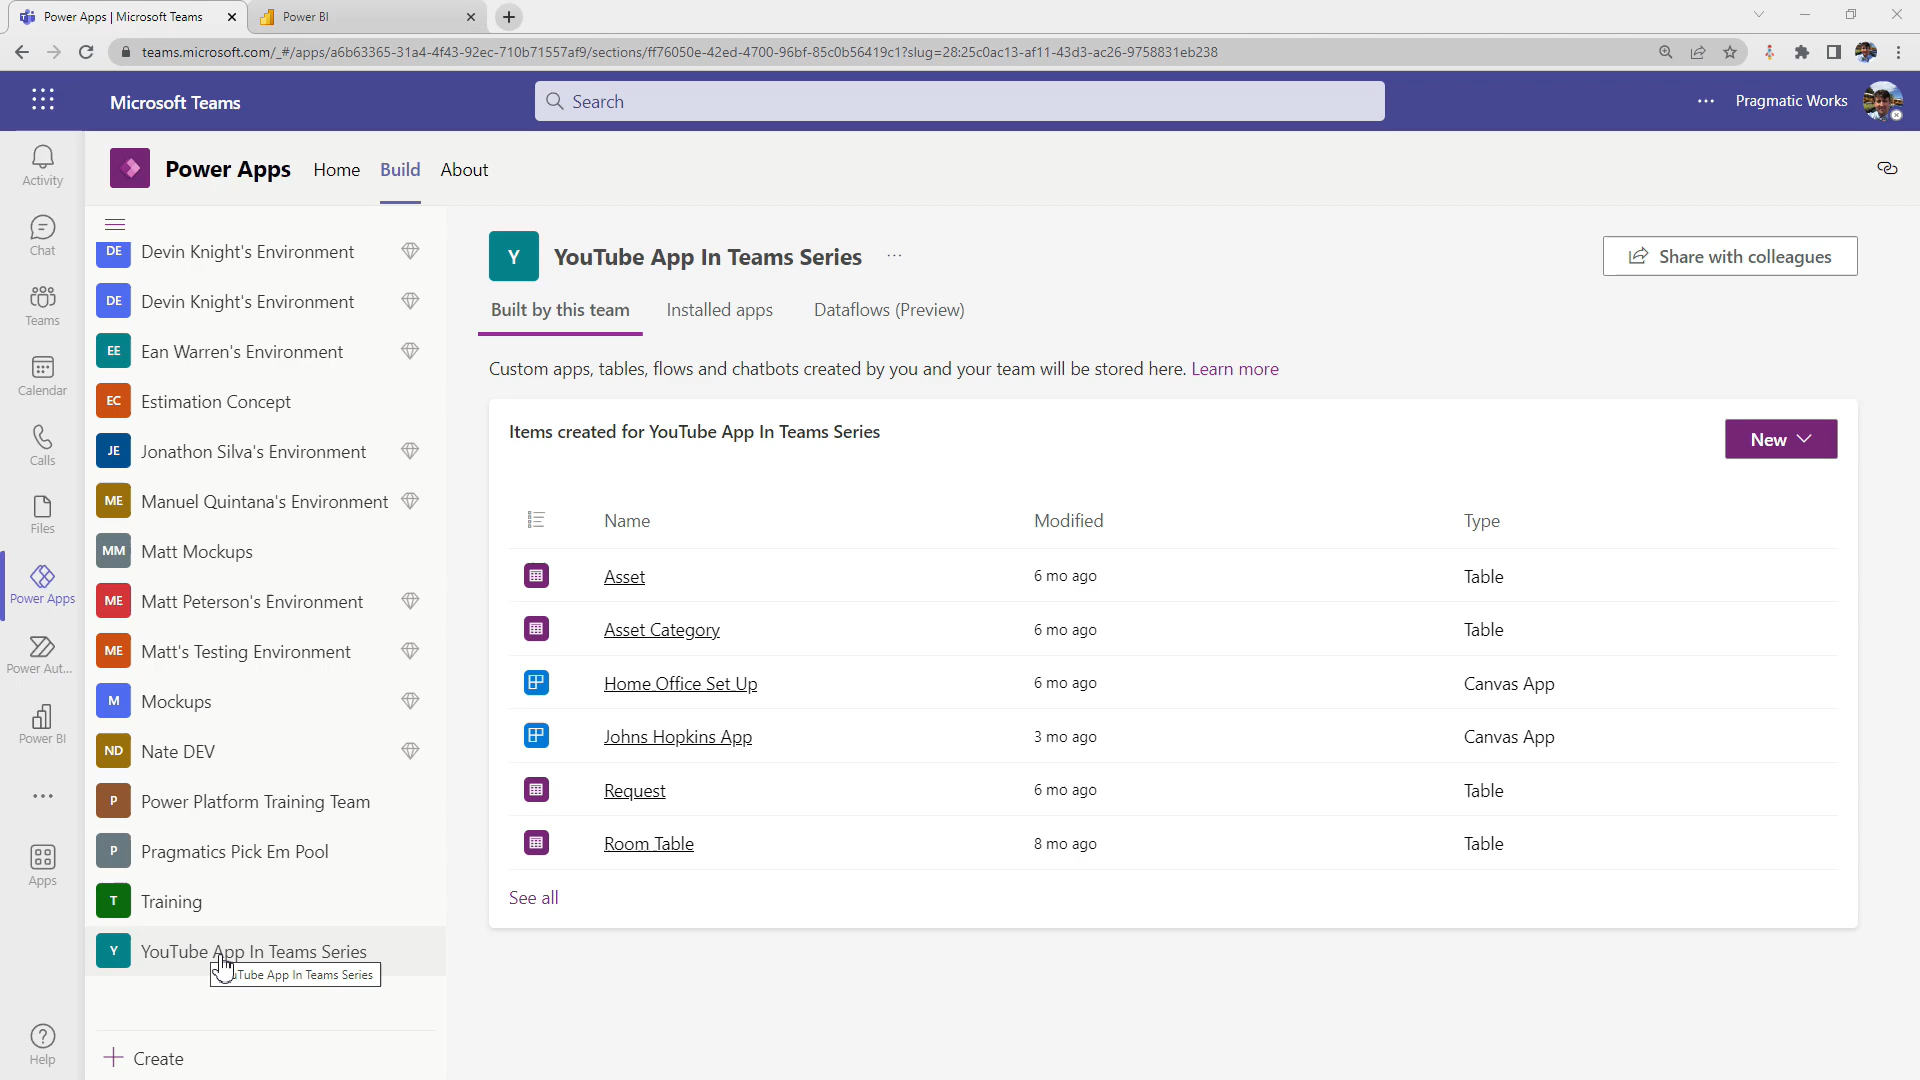 Power Apps | Microsoft Teams
Power BI
teams.microsoft.com/_#/apps/a6b63365-31a4-4f43-92ec-710b71557af9/sections/ff76050e-42ed-4700-96bf-85c0b56419c1?slug=28:25c0ac13-af11-43d3-ac26-9758831eb238
Microsoft Teams
Search
Pragmatic Works
Activity
Chat
Teams
Calendar
Calls
Files
Power Apps
Power Aut...
Power BI
Apps
Help
Power Apps
Home
Build
About
DE Devin Knight's Environment
DE Devin Knight's Environment
EE Ean Warren's Environment
EC Estimation Concept
JE Jonathon Silva's Environment
ME Manuel Quintana's Environment
MM Matt Mockups
ME Matt Peterson's Environment
ME Matt's Testing Environment
M Mockups
ND Nate DEV
P Power Platform Training Team
P Pragmatics Pick Em Pool
T Training
Y YouTube App In Teams Series
uTube App In Teams Series
Create
Y YouTube App In Teams Series ...
Share with colleagues
Built by this team
Installed apps
Dataflows (Preview)
Custom apps, tables, flows and chatbots created by you and your team will be stored here. Learn more
Items created for YouTube App In Teams Series
New
Name Modified Type
Asset 6 mo ago Table
Asset Category 6 mo ago Table
Home Office Set Up 6 mo ago Canvas App
Johns Hopkins App 3 mo ago Canvas App
Request 6 mo ago Table
Room Table 8 mo ago Table
See all